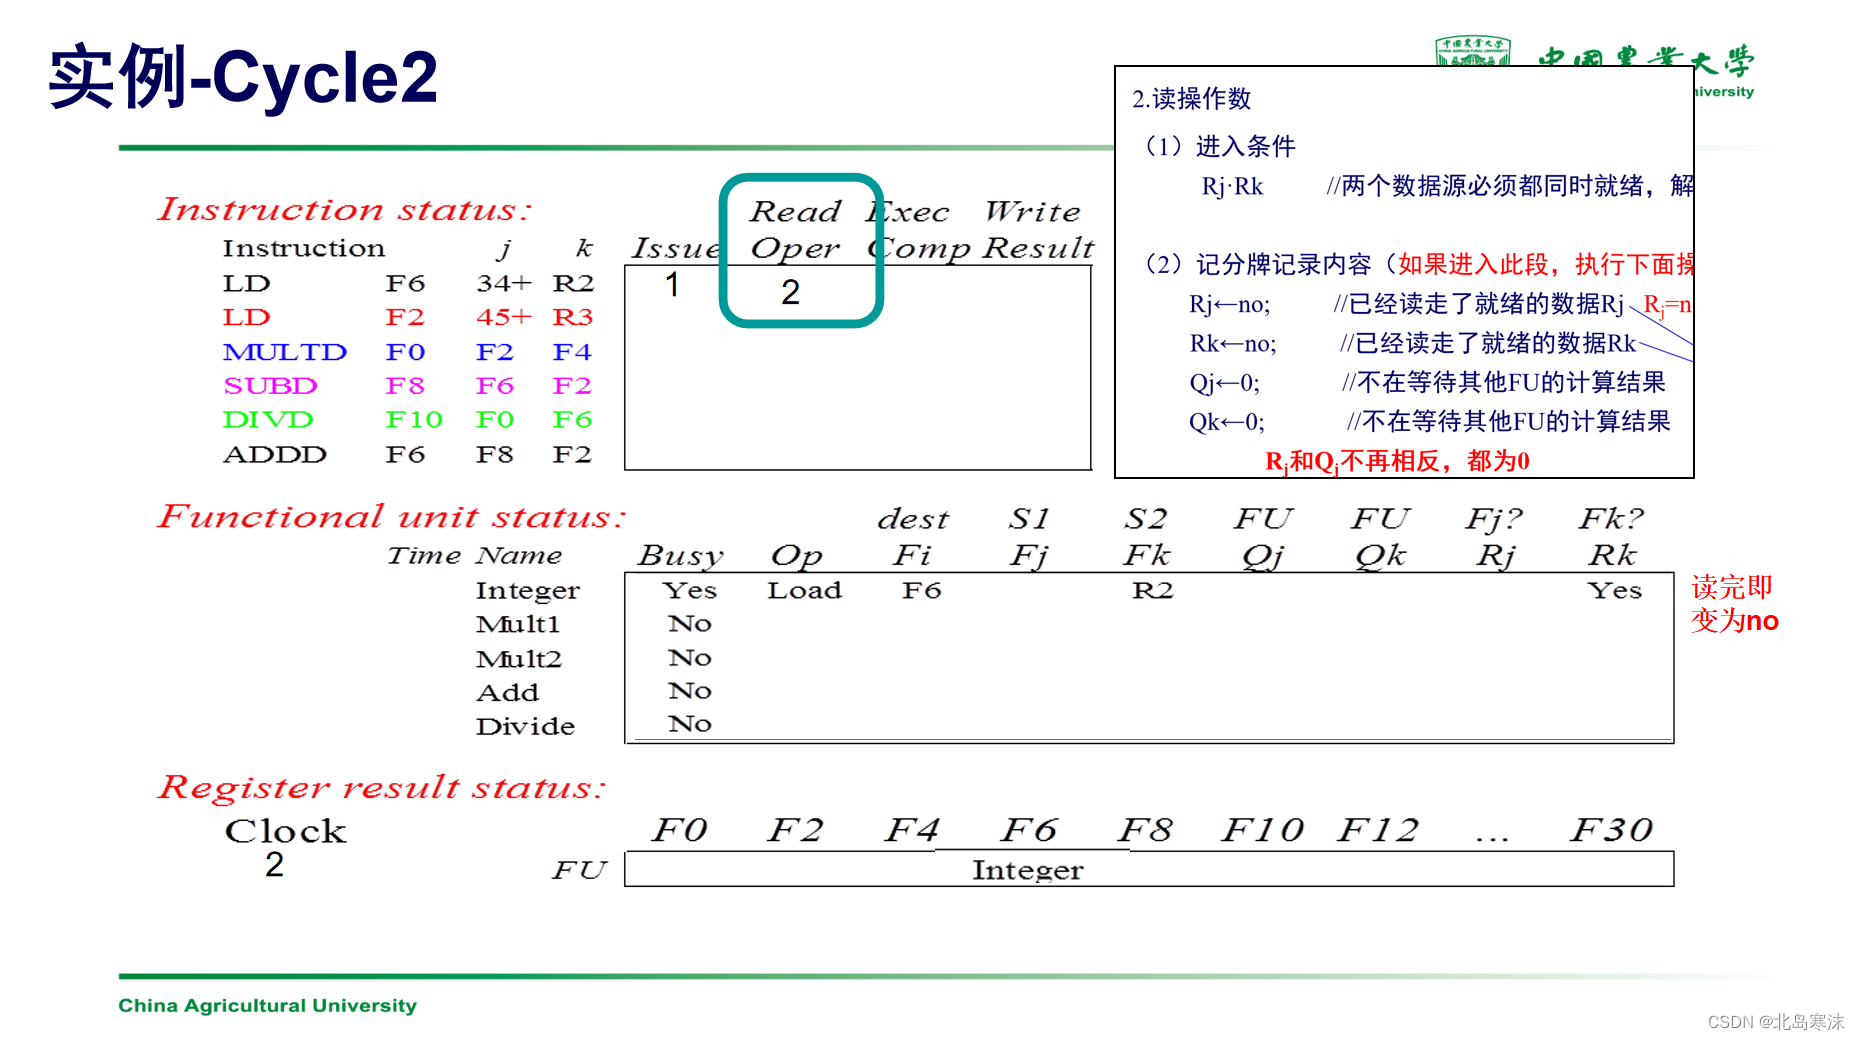 实例-Cycle2
中国农业大学
niversity
2.读操作数
（1）进入条件
Rj·Rk //两个数据源必须都同时就绪，解
（2）记分牌记录内容（如果进入此段，执行下面操
Rj←no; //已经读走了就绪的数据Rj Rj=n
Rk←no; //已经读走了就绪的数据Rk
Qj←0; //不在等待其他FU的计算结果
Qk←0; //不在等待其他FU的计算结果
Rj和Qj不再相反，都为0
Instruction status:
Read Exec Write
Instruction j k Issue Oper Comp Result
LD F6 34+ R2 1 2
LD F2 45+ R3
MULTD F0 F2 F4
SUBD F8 F6 F2
DIVD F10 F0 F6
ADDD F6 F8 F2
Functional unit status:
dest S1 S2 FU FU Fj? Fk?
Time Name Busy Op Fi Fj Fk Qj Qk Rj Rk
Integer Yes Load F6 R2 Yes
Mult1 No
Mult2 No
Add No
Divide No
读完即
变为no
Register result status:
Clock F0 F2 F4 F6 F8 F10 F12 ... F30
2
FU Integer
China Agricultural University
CSDN @北岛寒沫